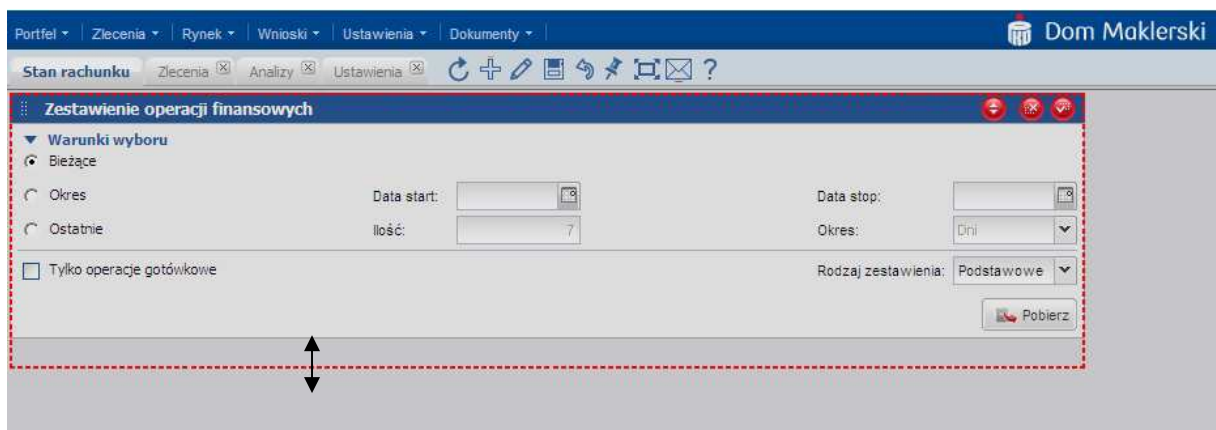 Portfel Zlecenia Rynek Wnioski Ustawienia Dokumenty Dom Maklerski
Stan rachunku Zlecenia Analizy Ustawienia ?
Zestawienie operacji finansowych
Warunki wyboru
Bieżące
Okres Data start: Data stop:
Ostatnie Ilość: 7 Okres: Dni
Tylko operacje gotówkowe Rodzaj zestawienia: Podstawowe
Pobierz